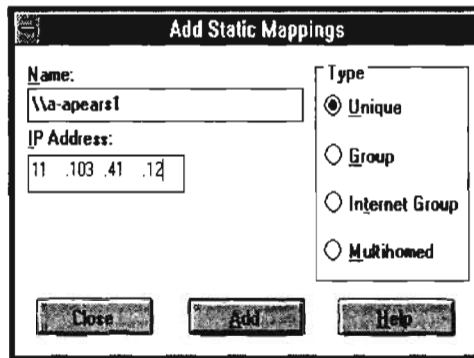 Add Static Mappings
Name:
\\a-apears1
IP Address:
11 .103 .41 .12
Type
Unique
Group
Internet Group
Multihomed
Close
Add
Help